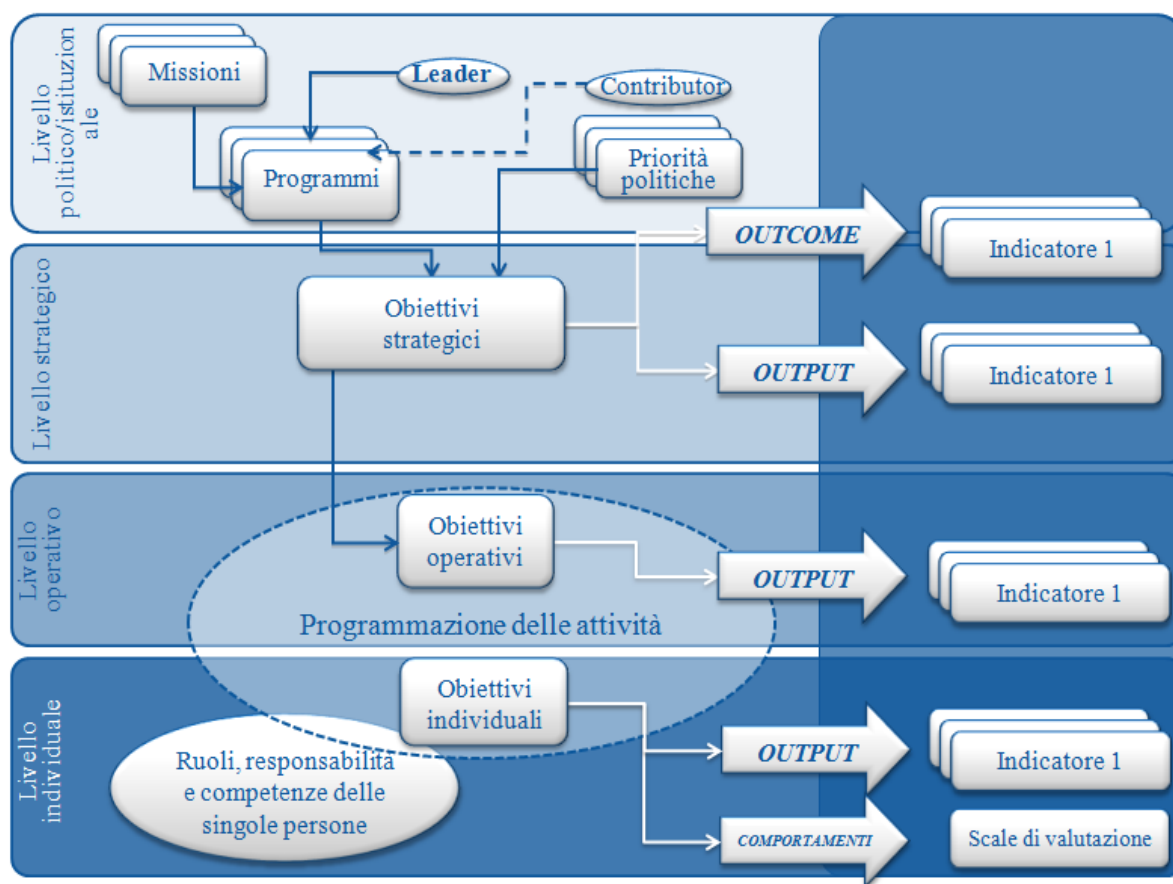 Livello
politico/istituzion
ale
Missioni
Leader
Contributor
Programmi
Priorità
politiche
OUTCOME
Indicatore 1
Livello strategico
Obiettivi
strategici
OUTPUT
Indicatore 1
Livello
operativo
Obiettivi
operativi
OUTPUT
Indicatore 1
Programmazione delle attività
Livello
individuale
Obiettivi
individuali
OUTPUT
Indicatore 1
Ruoli, responsabilità
e competenze delle
singole persone
COMPORTAMENTI
Scale di valutazione